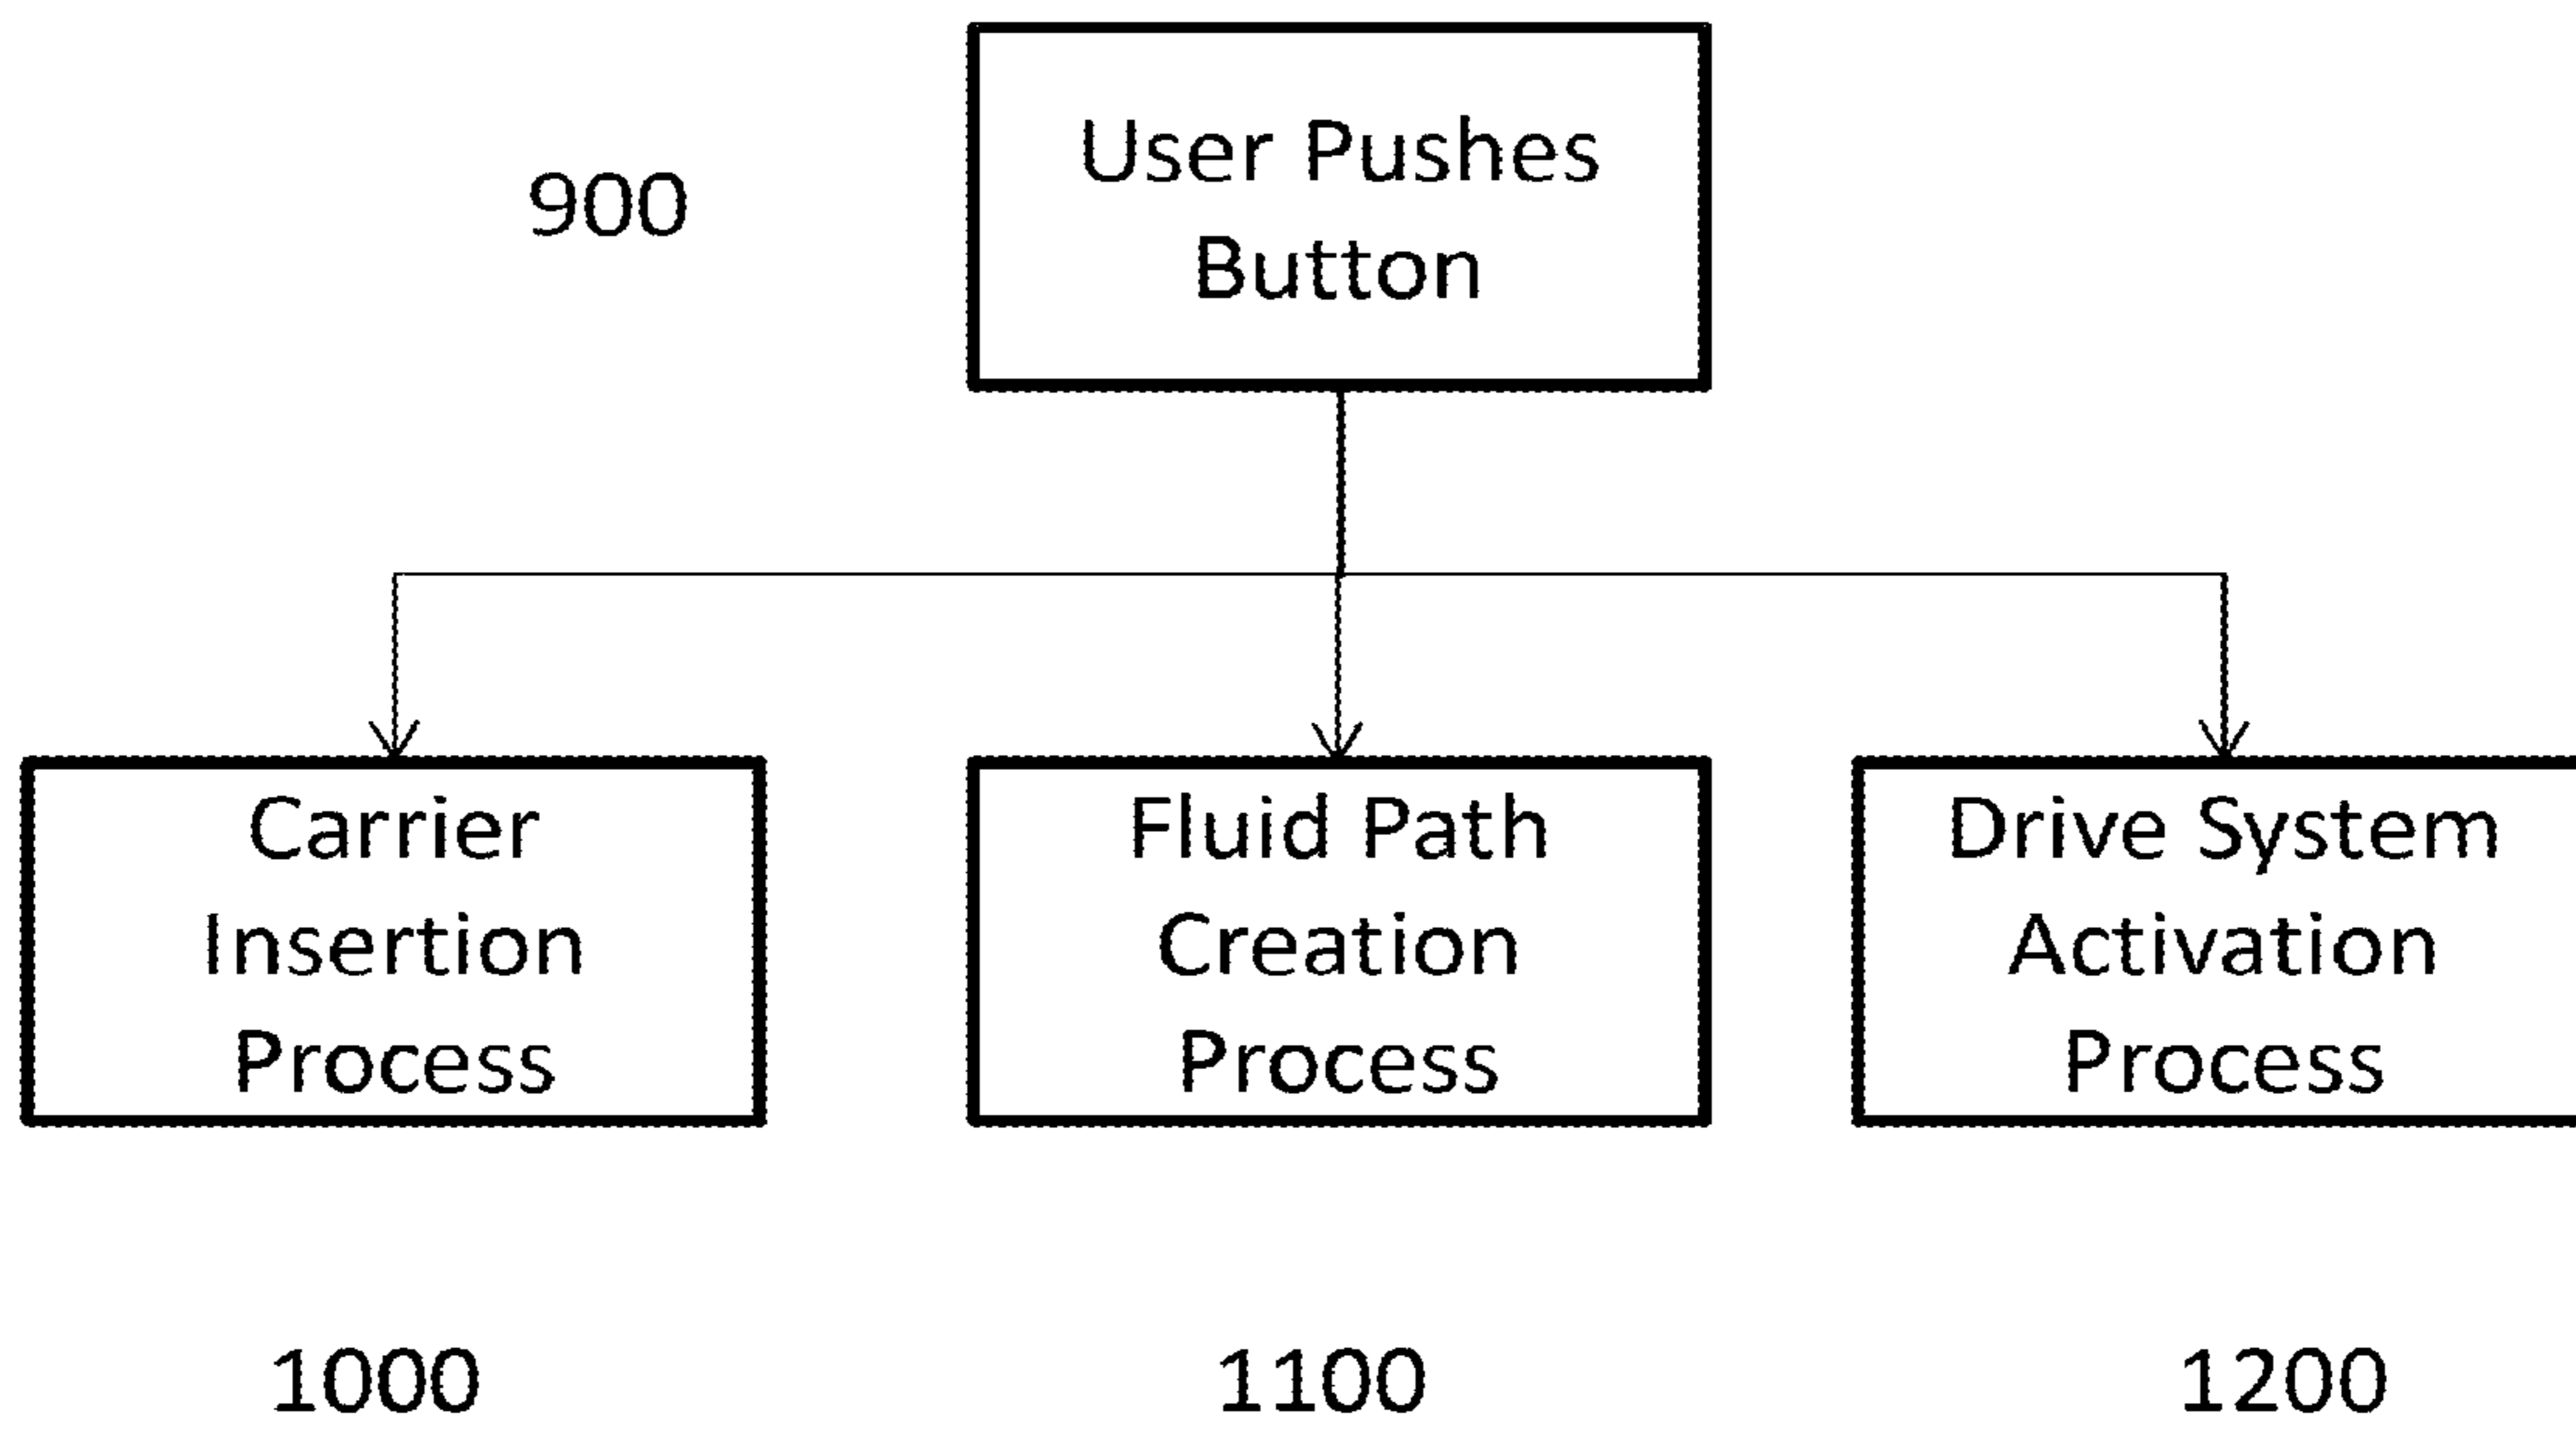 900
User Pushes
Button
Carrier
Insertion
Process
Fluid Path
Creation
Process
Drive System
Activation
Process
1000
1100
1200